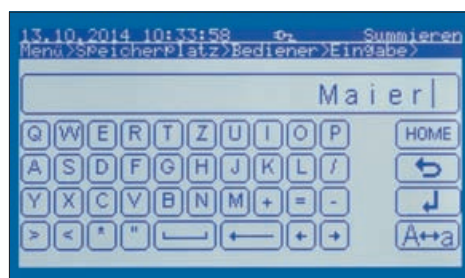 13.10.2014 10:33:58 Summieren
Menü>Speicherplatz>Bediener>Eingabe>
Maier
Q W E R T Z U I O P HOME
A S D F G H J K L /
Y X C V B N M + = -
> < * " ← ← →
A↔a